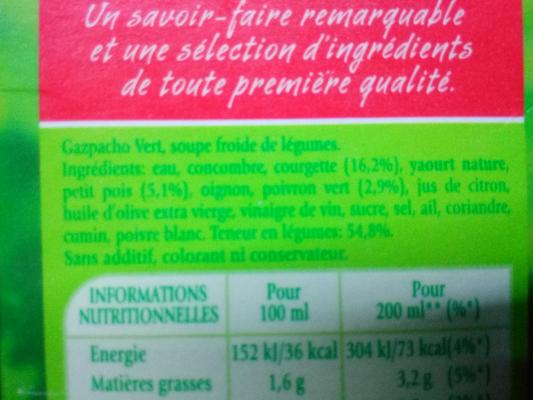 Un savoir-faire remarquable
et une sélection d'ingrédients
de toute première qualité.
Gazpacho Vert, soupe froide de légumes.
Ingrédients: eau, concombre, courgette (16,2%), yaourt nature,
petit pois (5,1%), oignon, poivron vert (2,9%), jus de citron,
huile d'olive extra vierge, vinaigre de vin, sucre, sel, ail, coriandre,
cumin, poivre blanc. Teneur en légumes: 54,8%.
Sans additif, colorant ni conservateur.
INFORMATIONS Pour Pour
NUTRITIONNELLES 100 ml 200 ml** (%*)
Energie 152 kJ/36 kcal 304 kJ/73 kcal(4%*)
Matières grasses 1,6 g 3,2 g (5%*)